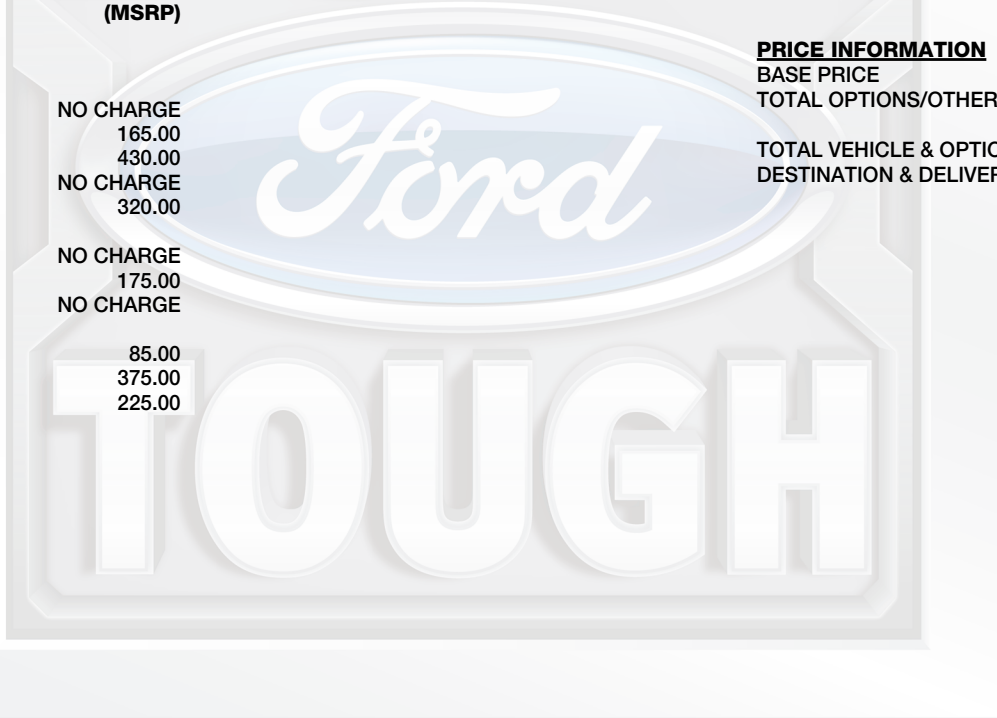 (MSRP)
NO CHARGE
165.00
430.00
NO CHARGE
320.00
NO CHARGE
175.00
NO CHARGE
85.00
375.00
225.00
PRICE INFORMATION
BASE PRICE
TOTAL OPTIONS/OTHER
TOTAL VEHICLE & OPTIO
DESTINATION & DELIVER
Ford
TOUGH